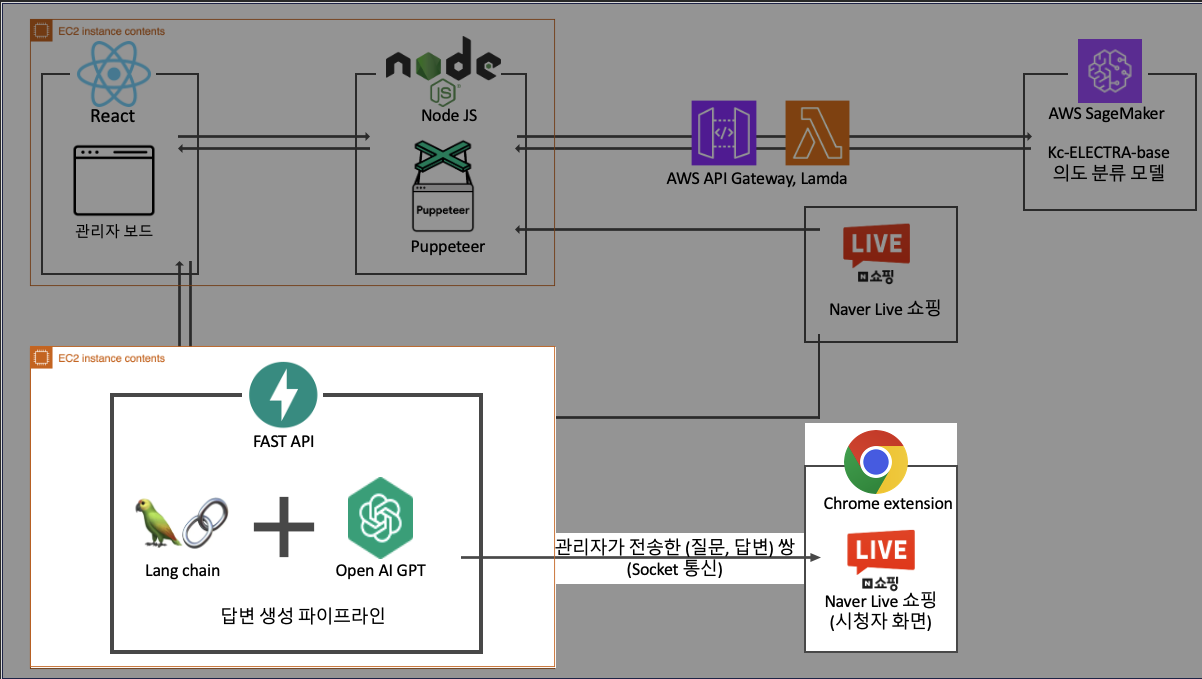 EC2 instance contents
node
JS
React
Node JS
관리자 보드
Puppeteer
Puppeteer
AWS API Gateway, Lamda
AWS SageMaker
Kc-ELECTRA-base
의도 분류 모델
LIVE
N 쇼핑
Naver Live 쇼핑
EC2 instance contents
FAST API
Lang chain
Open AI GPT
답변 생성 파이프라인
관리자가 전송한 (질문, 답변) 쌍
(Socket 통신)
Chrome extension
LIVE
N 쇼핑
Naver Live 쇼핑
(시청자 화면)